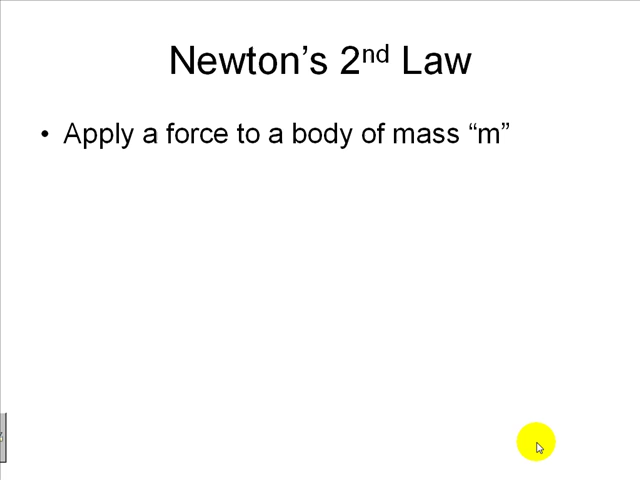 Newton’s 2nd Law
• Apply a force to a body of mass “m”